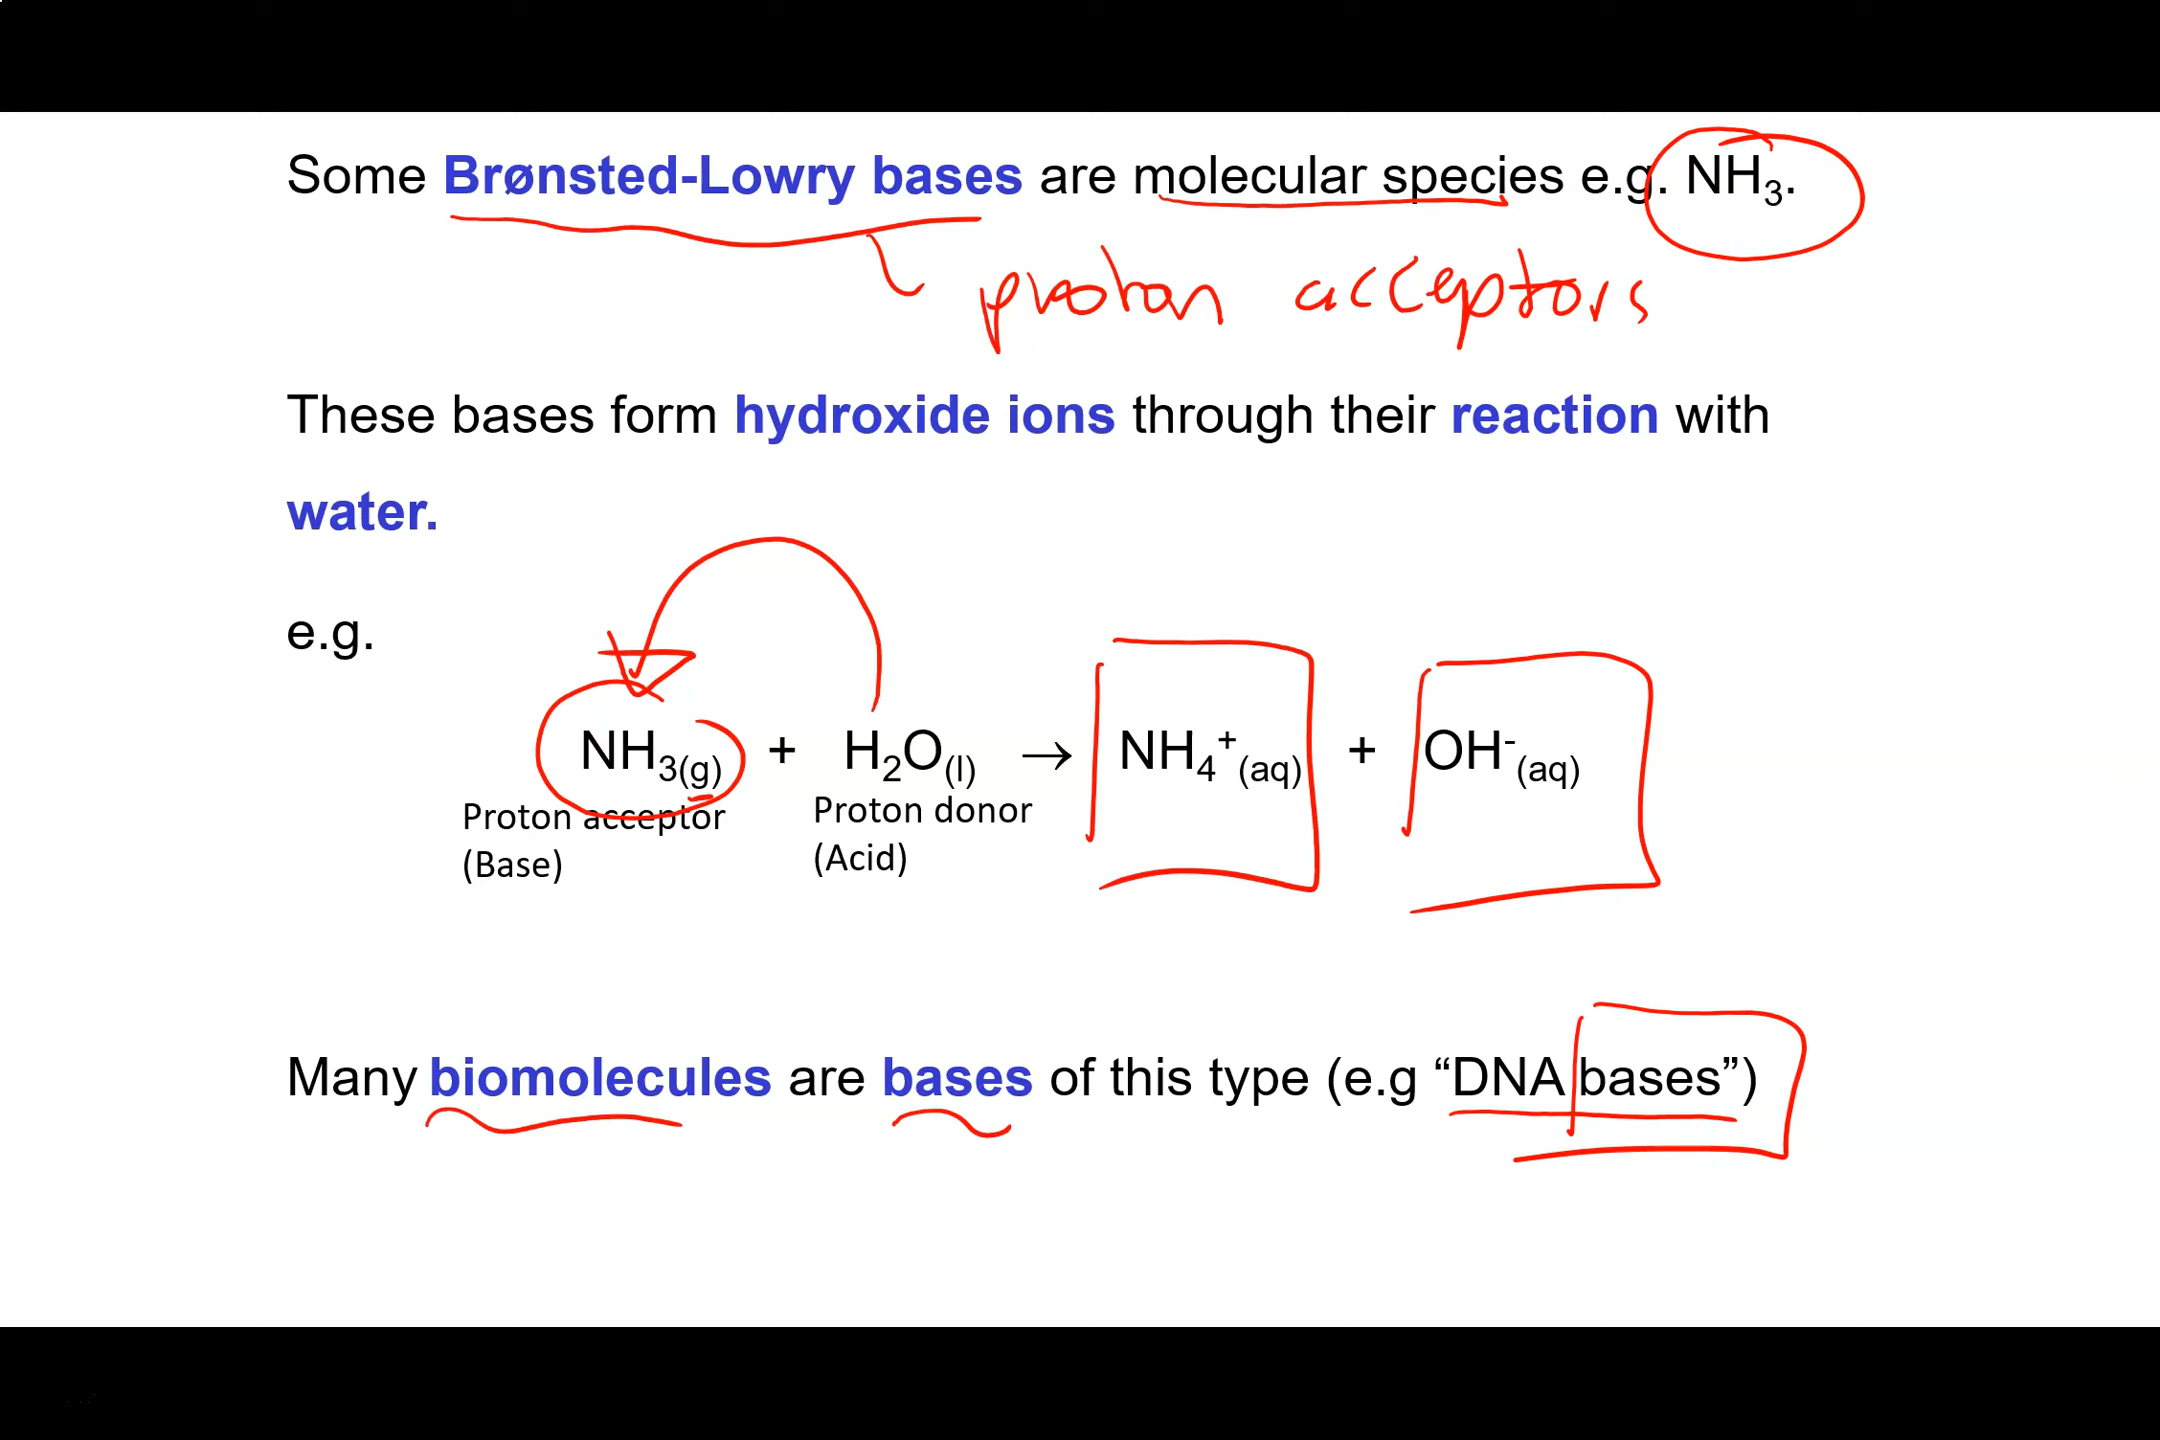 Some Brønsted-Lowry bases are molecular species e.g. NH₃.
proton acceptors
These bases form hydroxide ions through their reaction with
water.
e.g.
NH₃₍g₎ + H₂O₍l₎ → NH₄⁺₍aq₎ + OH⁻₍aq₎
Proton acceptor Proton donor
(Base) (Acid)
Many biomolecules are bases of this type (e.g “DNA bases”)